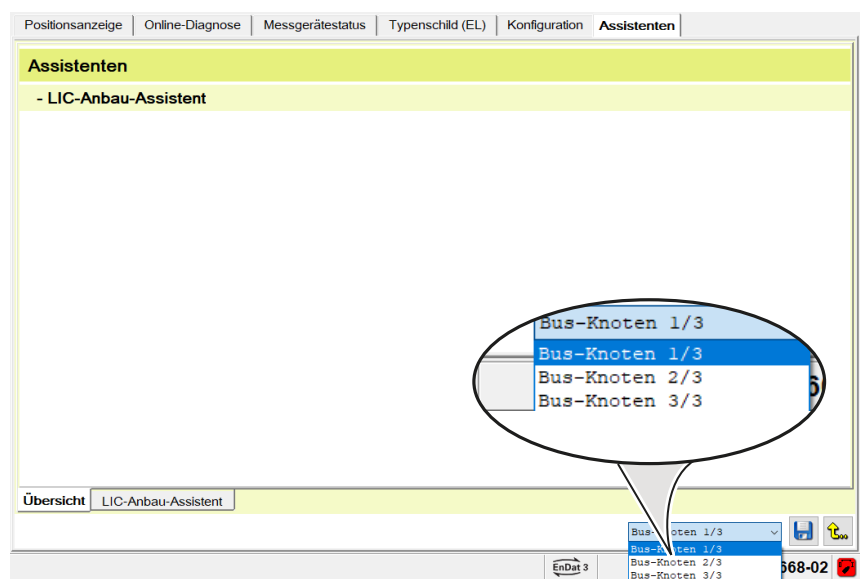 Positionsanzeige Online-Diagnose Messgerätestatus Typenschild (EL) Konfiguration Assistenten
Assistenten
- LIC-Anbau-Assistent
Bus-Knoten 1/3
Bus-Knoten 1/3
Bus-Knoten 2/3
Bus-Knoten 3/3
Übersicht LIC-Anbau-Assistent
Bus-Knoten 1/3
Bus-Knoten 1/3
EnDat 3 Bus-Knoten 2/3 668-02
Bus-Knoten 3/3